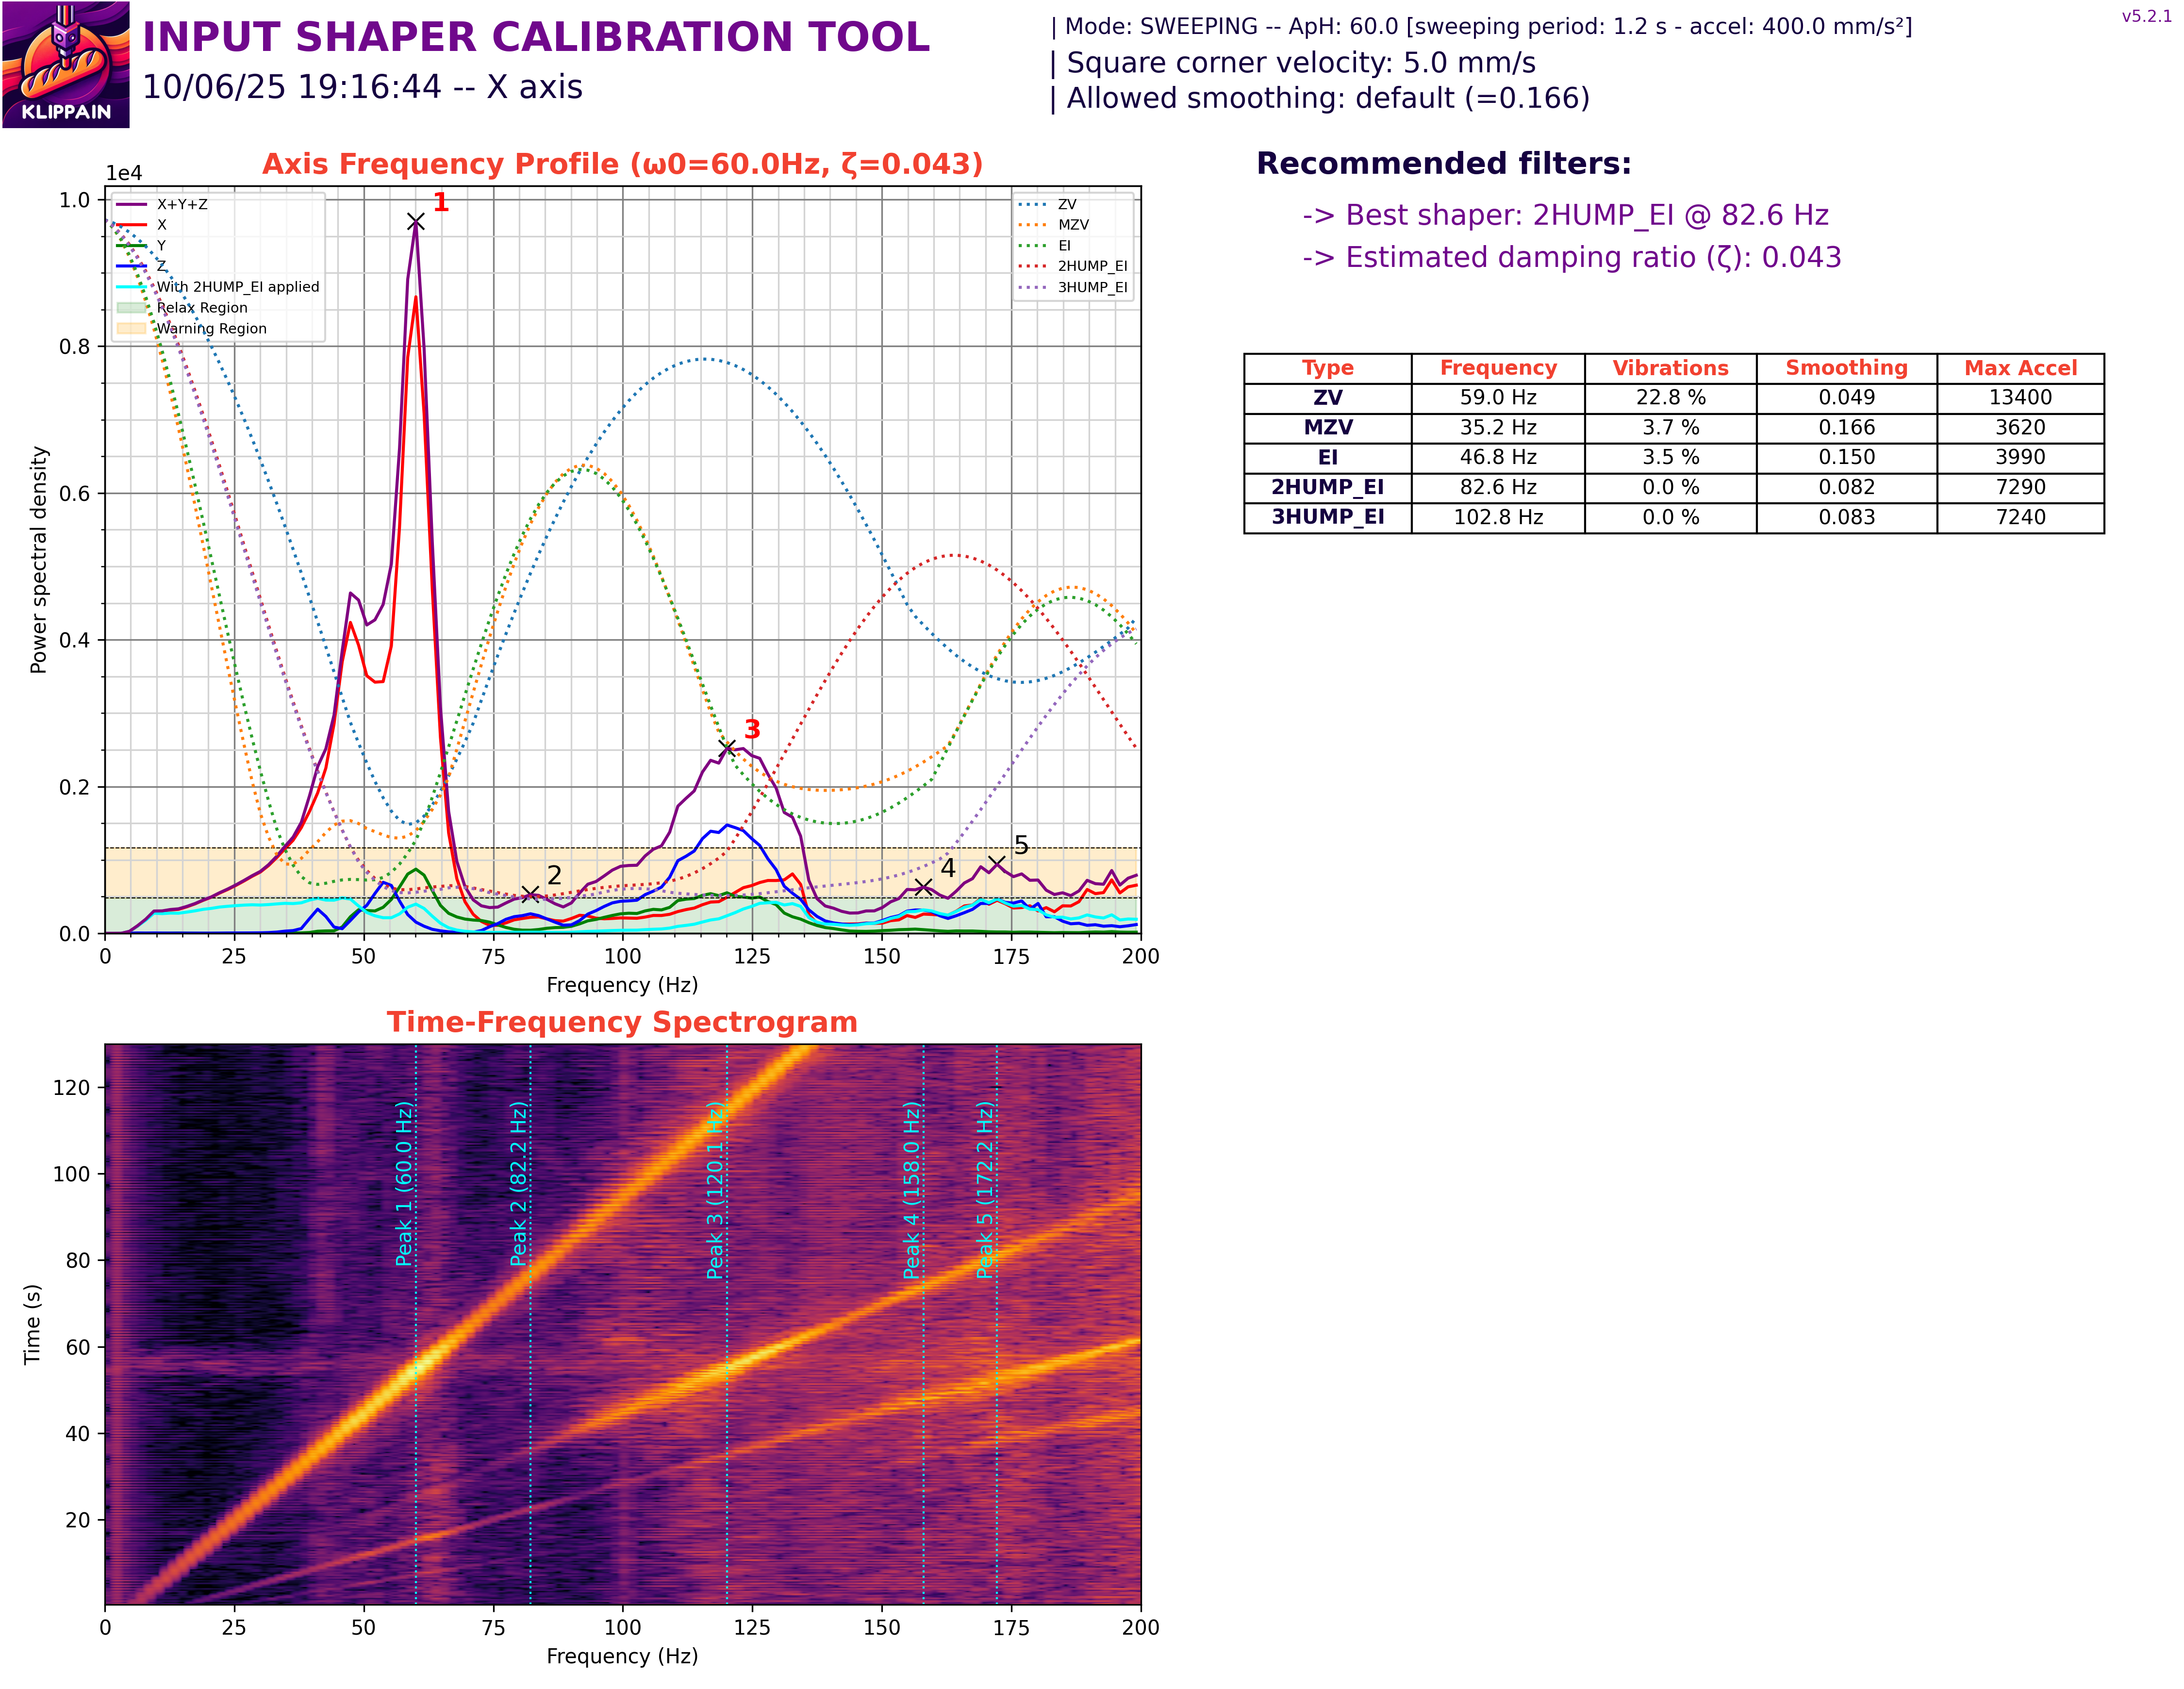 KLIPPAIN
INPUT SHAPER CALIBRATION TOOL
10/06/25 19:16:44 -- X axis
| Mode: SWEEPING -- ApH: 60.0 [sweeping period: 1.2 s - accel: 400.0 mm/s²]
| Square corner velocity: 5.0 mm/s
| Allowed smoothing: default (=0.166)
v5.2.1
Axis Frequency Profile (ω0=60.0Hz, ζ=0.043)
1e4
X+Y+Z
X
Y
Z
With 2HUMP_EI applied
Relax Region
Warning Region
ZV
MZV
EI
2HUMP_EI
3HUMP_EI
1
2
3
4
5
1.0
0.8
0.6
0.4
0.2
0.0
Power spectral density
0 25 50 75 100 125 150 175 200
Frequency (Hz)
Recommended filters:
-> Best shaper: 2HUMP_EI @ 82.6 Hz
-> Estimated damping ratio (ζ): 0.043
Type Frequency Vibrations Smoothing Max Accel
ZV 59.0 Hz 22.8 % 0.049 13400
MZV 35.2 Hz 3.7 % 0.166 3620
EI 46.8 Hz 3.5 % 0.150 3990
2HUMP_EI 82.6 Hz 0.0 % 0.082 7290
3HUMP_EI 102.8 Hz 0.0 % 0.083 7240
Time-Frequency Spectrogram
120
100
80
60
40
20
Time (s)
Peak 1 (60.0 Hz)
Peak 2 (82.2 Hz)
Peak 3 (120.1 Hz)
Peak 4 (158.0 Hz)
Peak 5 (172.2 Hz)
0 25 50 75 100 125 150 175 200
Frequency (Hz)